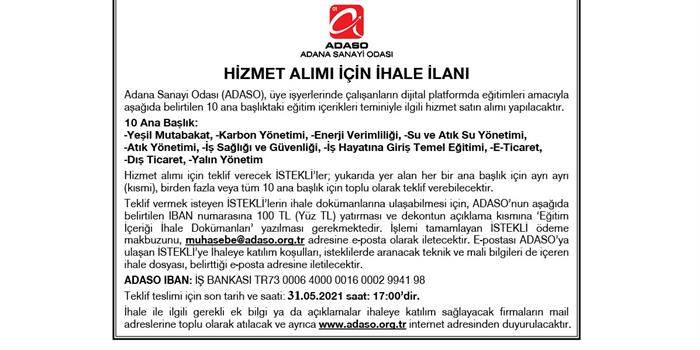 ADASO
ADANA SANAYİ ODASI
HİZMET ALIMI İÇİN İHALE İLANI
Adana Sanayi Odası (ADASO), üye işyerlerinde çalışanların dijital platformda eğitimleri amacıyla
aşağıda belirtilen 10 ana başlıktaki eğitim içerikleri teminiyle ilgili hizmet satın alımı yapılacaktır.
10 Ana Başlık:
-Yeşil Mutabakat, -Karbon Yönetimi, -Enerji Verimliliği, -Su ve Atık Su Yönetimi,
-Atık Yönetimi, -İş Sağlığı ve Güvenliği, -İş Hayatına Giriş Temel Eğitimi, -E-Ticaret,
-Dış Ticaret, -Yalın Yönetim
Hizmet alımı için teklif verecek İSTEKLİ'ler; yukarıda yer alan her bir ana başlık için ayrı ayrı
(kısmi), birden fazla veya tüm 10 ana başlık için toplu olarak teklif verebilecektir.
Teklif vermek isteyen İSTEKLİ'lerin ihale dokümanlarına ulaşabilmesi için, ADASO'nun aşağıda
belirtilen IBAN numarasına 100 TL (Yüz TL) yatırması ve dekontun açıklama kısmına 'Eğitim
İçeriği İhale Dokümanları' yazılması gerekmektedir. İşlemi tamamlayan İSTEKLİ ödeme
makbuzunu, muhasebe@adaso.org.tr adresine e-posta olarak iletecektir. E-postası ADASO'ya
ulaşan İSTEKLİ'ye İhaleye katılım koşulları, isteklilerde aranacak teknik ve mali bilgileri de içeren
ihale dosyası, belirttiği e-posta adresine iletilecektir.
ADASO IBAN: İŞ BANKASI TR73 0006 4000 0016 0002 9941 98
Teklif teslimi için son tarih ve saati: 31.05.2021 saat: 17:00'dir.
İhale ile ilgili gerekli ek bilgi ya da açıklamalar ihaleye katılım sağlayacak firmaların mail
adreslerine toplu olarak atılacak ve ayrıca www.adaso.org.tr internet adresinden duyurulacaktır.